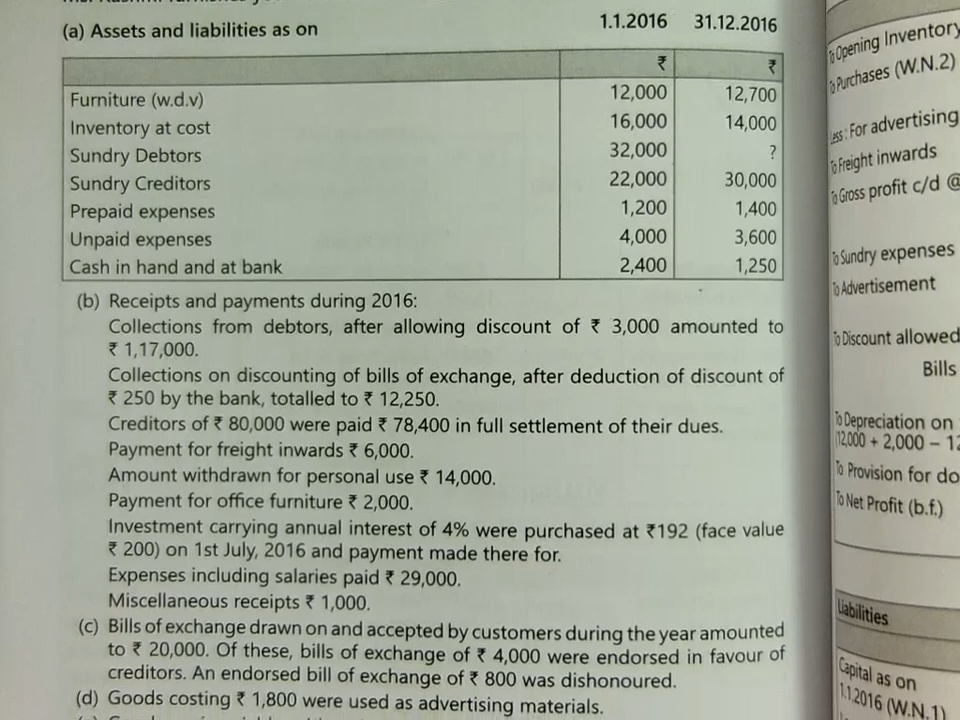 (a) Assets and liabilities as on 1.1.2016 31.12.2016
₹ ₹
Furniture (w.d.v) 12,000 12,700
Inventory at cost 16,000 14,000
Sundry Debtors 32,000 ?
Sundry Creditors 22,000 30,000
Prepaid expenses 1,200 1,400
Unpaid expenses 4,000 3,600
Cash in hand and at bank 2,400 1,250
(b) Receipts and payments during 2016:
Collections from debtors, after allowing discount of ₹ 3,000 amounted to
₹ 1,17,000.
Collections on discounting of bills of exchange, after deduction of discount of
₹ 250 by the bank, totalled to ₹ 12,250.
Creditors of ₹ 80,000 were paid ₹ 78,400 in full settlement of their dues.
Payment for freight inwards ₹ 6,000.
Amount withdrawn for personal use ₹ 14,000.
Payment for office furniture ₹ 2,000.
Investment carrying annual interest of 4% were purchased at ₹192 (face value
₹ 200) on 1st July, 2016 and payment made there for.
Expenses including salaries paid ₹ 29,000.
Miscellaneous receipts ₹ 1,000.
(c) Bills of exchange drawn on and accepted by customers during the year amounted
to ₹ 20,000. Of these, bills of exchange of ₹ 4,000 were endorsed in favour of
creditors. An endorsed bill of exchange of ₹ 800 was dishonoured.
(d) Goods costing ₹ 1,800 were used as advertising materials.
To Opening Inventory
To Purchases (W.N.2)
Less : For advertising
To Freight inwards
To Gross profit c/d @
To Sundry expenses
To Advertisement
To Discount allowed
Bills
To Depreciation on
(12,000 + 2,000 –
To Provision for
To Net Profit (b.f.)
Liabilities
Capital as on
1.1.2016 (W.N.1)